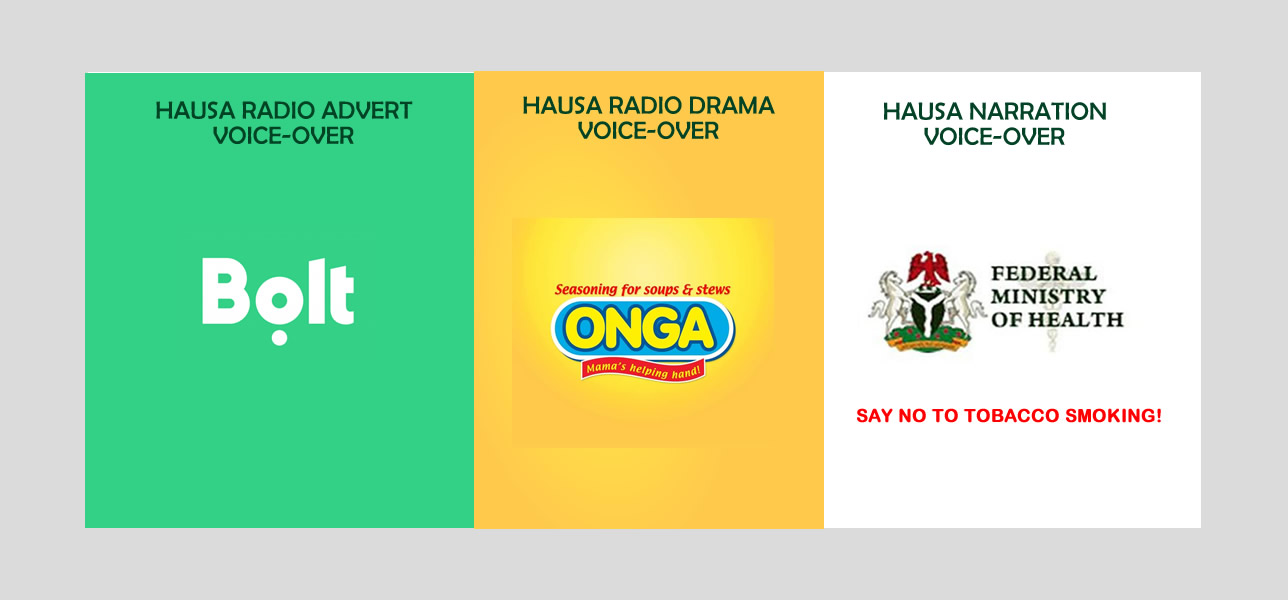 HAUSA RADIO ADVERT
VOICE-OVER
Bolt
HAUSA RADIO DRAMA
VOICE-OVER
Seasoning for soups & stews
ONGA
Mama's helping hand!
HAUSA NARRATION
VOICE-OVER
FEDERAL
MINISTRY
OF HEALTH
SAY NO TO TOBACCO SMOKING!